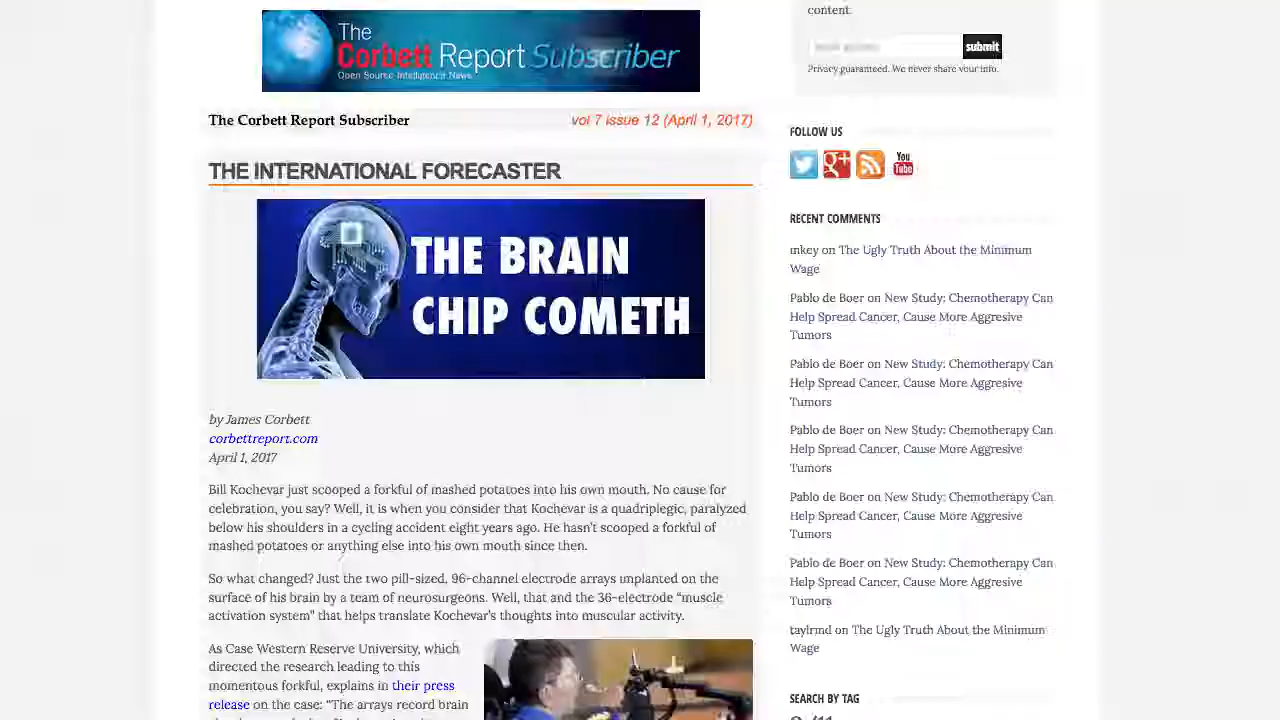 The
Corbett Report Subscriber
Open Source Intelligence News
The Corbett Report Subscriber
vol 7 issue 12 (April 1, 2017)
THE INTERNATIONAL FORECASTER
THE BRAIN
CHIP COMETH
by James Corbett
corbettreport.com
April 1, 2017
Bill Kochevar just scooped a forkful of mashed potatoes into his own mouth. No cause for
celebration, you say? Well, it is when you consider that Kochevar is a quadriplegic, paralyzed
below his shoulders in a cycling accident eight years ago. He hasn't scooped a forkful of
mashed potatoes or anything else into his own mouth since then.
So what changed? Just the two pill-sized, 96-channel electrode arrays implanted on the
surface of his brain by a team of neurosurgeons. Well, that and the 36-electrode “muscle
activation system” that helps translate Kochevar's thoughts into muscular activity.
As Case Western Reserve University, which
directed the research leading to this
momentous forkful, explains in their press
release on the case: "The arrays record brain
content.
submit
Privacy guaranteed. We never share your info.
FOLLOW US
You
Tube
RECENT COMMENTS
mkey on The Ugly Truth About the Minimum
Wage
Pablo de Boer on New Study: Chemotherapy Can
Help Spread Cancer, Cause More Aggresive
Tumors
Pablo de Boer on New Study: Chemotherapy Can
Help Spread Cancer, Cause More Aggresive
Tumors
Pablo de Boer on New Study: Chemotherapy Can
Help Spread Cancer, Cause More Aggresive
Tumors
Pablo de Boer on New Study: Chemotherapy Can
Help Spread Cancer, Cause More Aggresive
Tumors
Pablo de Boer on New Study: Chemotherapy Can
Help Spread Cancer, Cause More Aggresive
Tumors
taylrmd on The Ugly Truth About the Minimum
Wage
SEARCH BY TAG